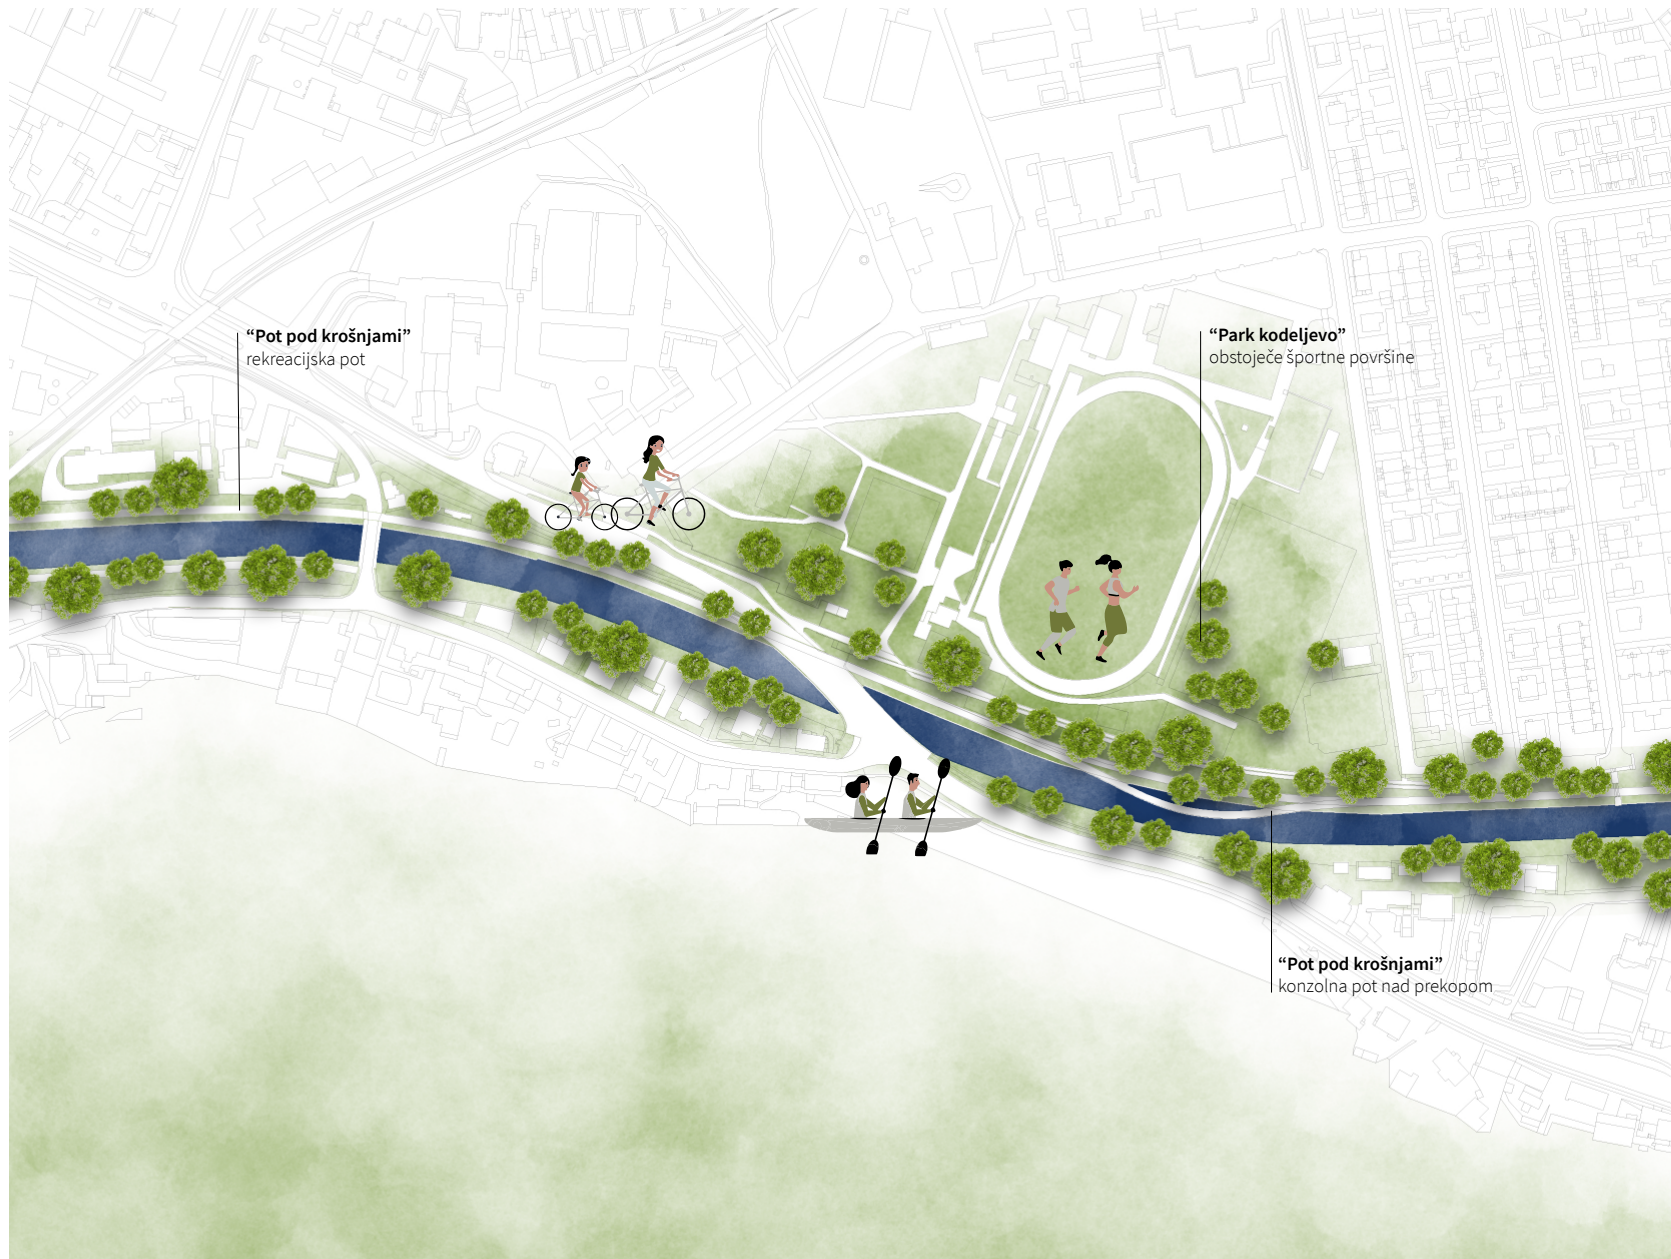 “Pot pod krošnjami”
rekreacijska pot
“Park kodeljevo”
obstoječe športne površine
“Pot pod krošnjami”
konzolna pot nad prekopom